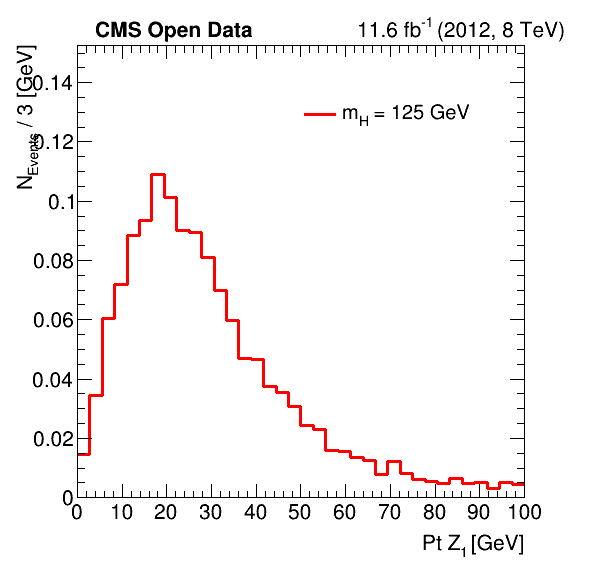 CMS Open Data 11.6 fb⁻¹ (2012, 8 TeV)
N_Events / 3 [GeV]
m_H = 125 GeV
0.14
0.12
0.1
0.08
0.06
0.04
0.02
0
0 10 20 30 40 50 60 70 80 90 100
Pt Z₁ [GeV]